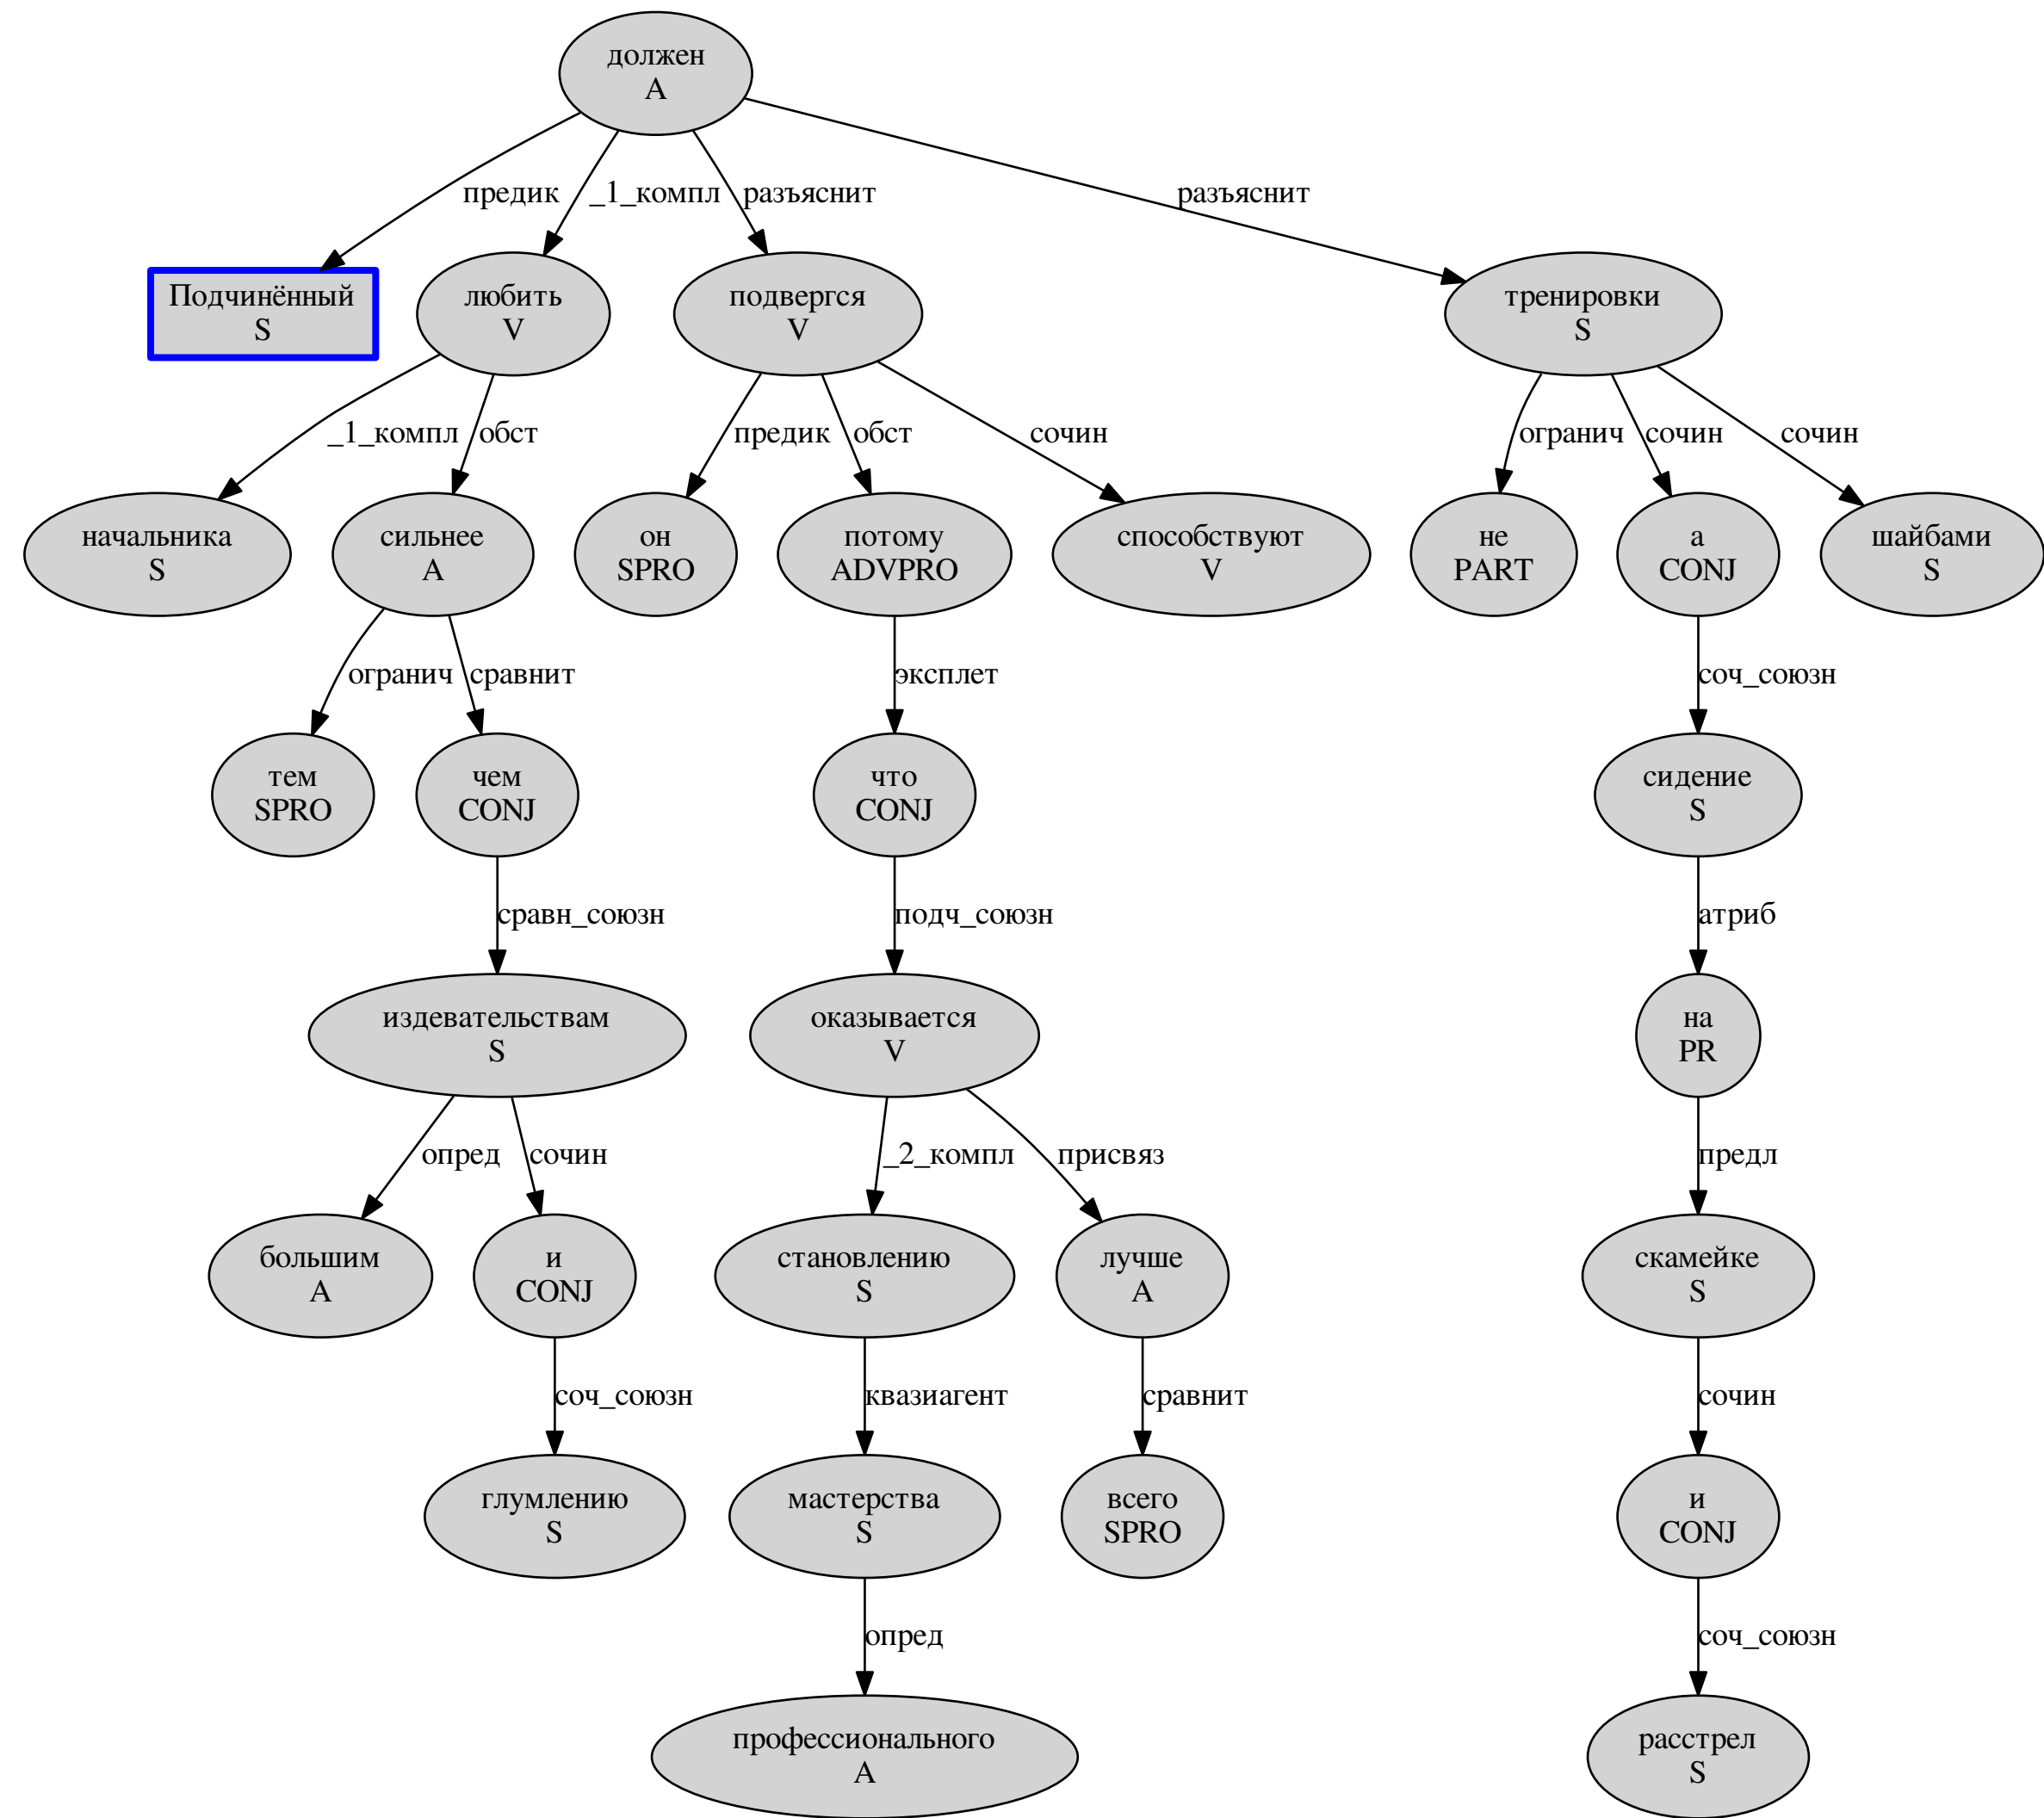 должен
A
предик
_1_компл
разъяснит
разъяснит
Подчинённый
S
любить
V
подвергся
V
тренировки
S
_1_компл
обст
предик
обст
сочин
огранич
сочин
сочин
начальника
S
сильнее
A
он
SPRO
потому
ADVPRO
способствуют
V
не
PART
а
CONJ
шайбами
S
огранич
сравнит
эксплет
соч_союзн
тем
SPRO
чем
CONJ
что
CONJ
сидение
S
сравн_союзн
подч_союзн
атриб
издевательствам
S
оказывается
V
на
PR
опред
сочин
_2_компл
присвяз
предл
большим
A
и
CONJ
становлению
S
лучше
A
скамейке
S
соч_союзн
квазиагент
сравнит
сочин
глумлению
S
мастерства
S
всего
SPRO
и
CONJ
опред
соч_союзн
профессионального
A
расстрел
S